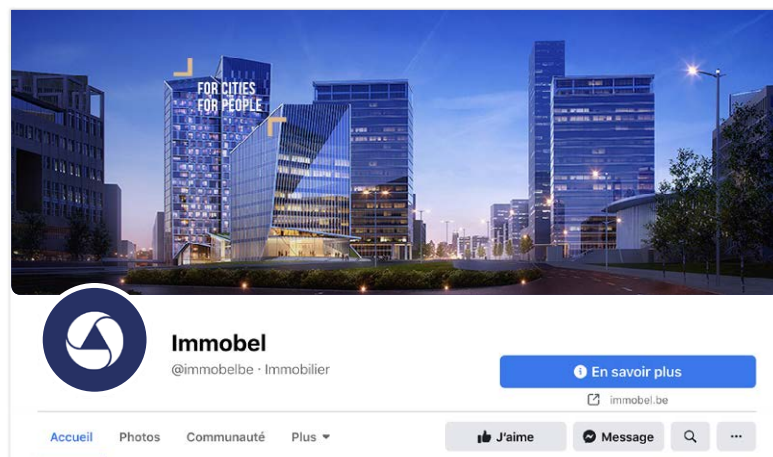 FOR CITIES
FOR PEOPLE
Immobel
@immobelbe · Immobilier
En savoir plus
immobel.be
Accueil Photos Communauté Plus J'aime Message